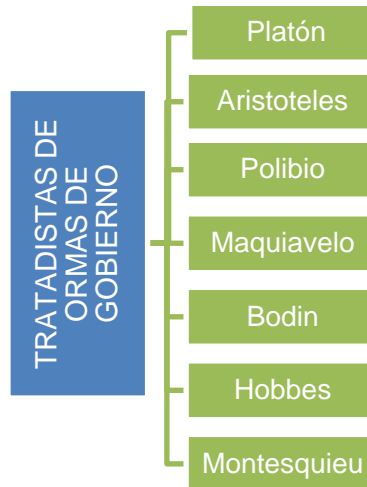 TRATADISTAS DE
ORMAS DE
GOBIERNO
Platón
Aristoteles
Polibio
Maquiavelo
Bodin
Hobbes
Montesquieu